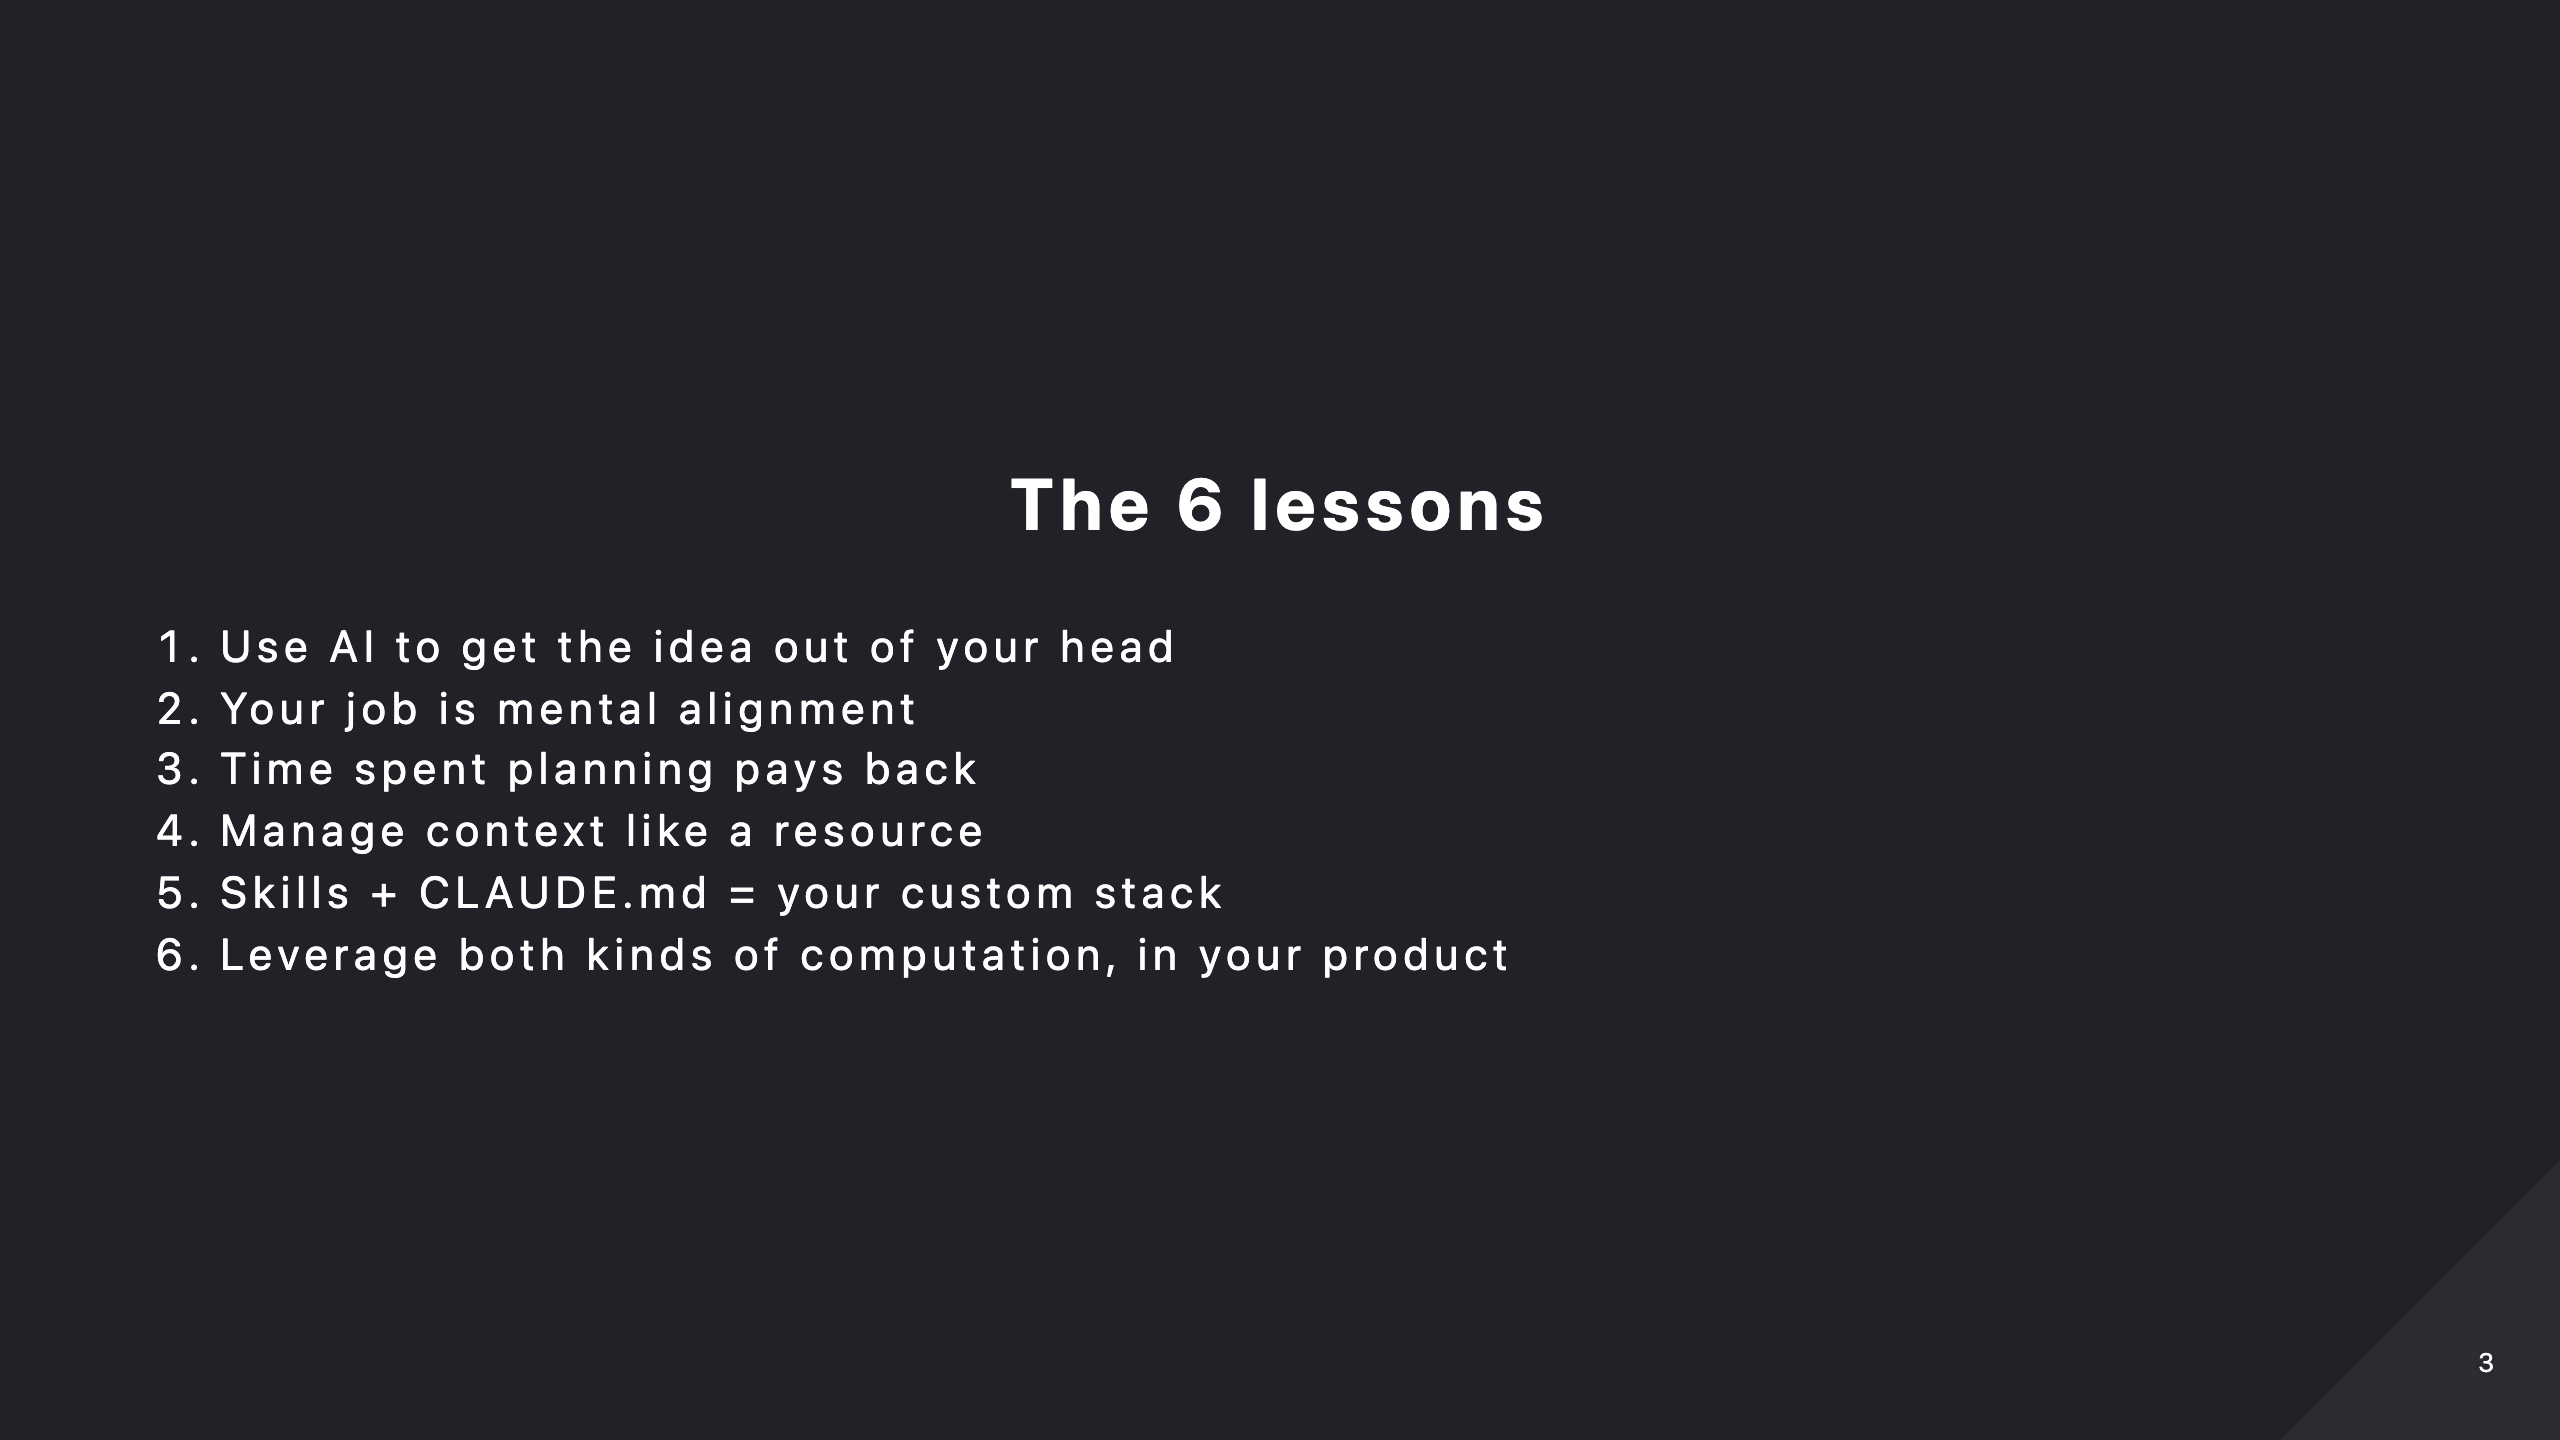 The 6 lessons
1. Use AI to get the idea out of your head
2. Your job is mental alignment
3. Time spent planning pays back
4. Manage context like a resource
5. Skills + CLAUDE.md = your custom stack
6. Leverage both kinds of computation, in your product
3